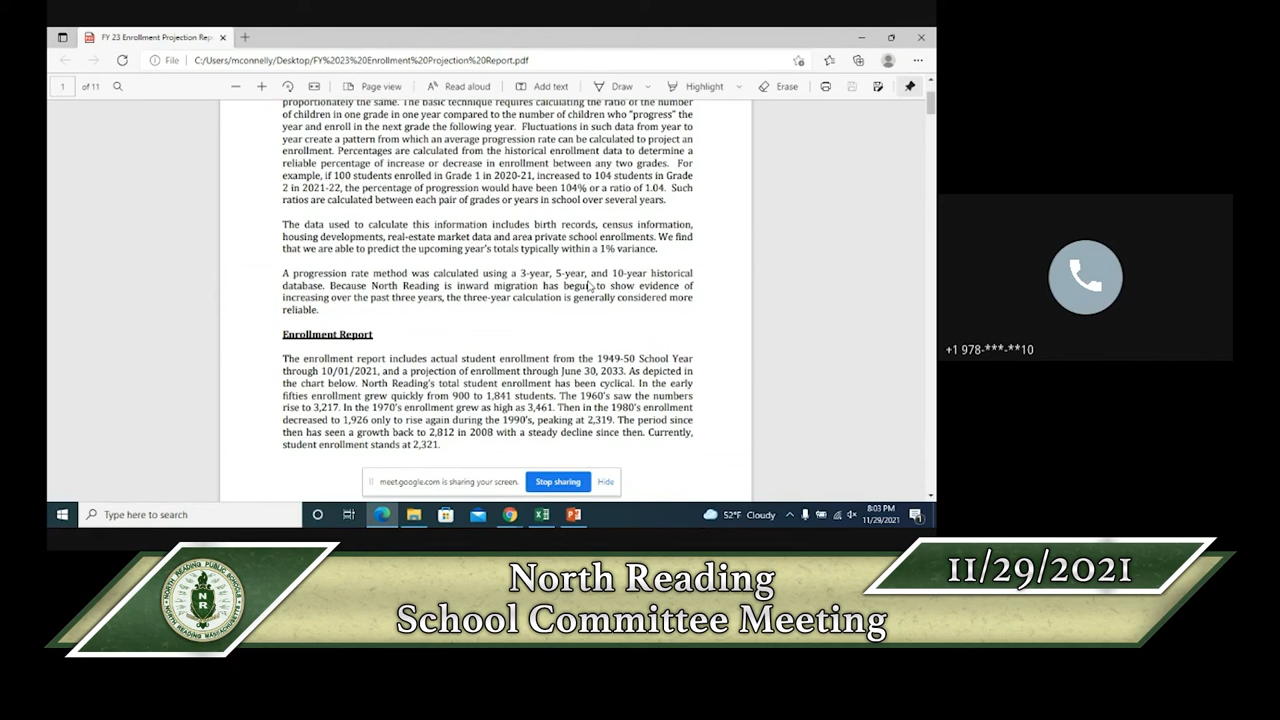 FY 23 Enrollment Projection Rep
File
C:/Users/mconnelly/Desktop/FY%2023%20Enrollment%20Projection%20Report.pdf
1 of 11
Page view
Read aloud
Add text
Draw
Highlight
Erase
proportionately the same. The basic technique requires calculating the ratio of the number
of children in one grade in one year compared to the number of children who "progress" the
year and enroll in the next grade the following year. Fluctuations in such data from year to
year create a pattern from which an average progression rate can be calculated to project an
enrollment. Percentages are calculated from the historical enrollment data to determine a
reliable percentage of increase or decrease in enrollment between any two grades. For
example, if 100 students enrolled in Grade 1 in 2020-21, increased to 104 students in Grade
2 in 2021-22, the percentage of progression would have been 104% or a ratio of 1.04. Such
ratios are calculated between each pair of grades or years in school over several years.
The data used to calculate this information includes birth records, census information,
housing developments, real-estate market data and area private school enrollments. We find
that we are able to predict the upcoming year's totals typically within a 1% variance.
A progression rate method was calculated using a 3-year, 5-year, and 10-year historical
database. Because North Reading is inward migration has begun to show evidence of
increasing over the past three years, the three-year calculation is generally considered more
reliable.
Enrollment Report
The enrollment report includes actual student enrollment from the 1949-50 School Year
through 10/01/2021, and a projection of enrollment through June 30, 2033. As depicted in
the chart below. North Reading's total student enrollment has been cyclical. In the early
fifties enrollment grew quickly from 900 to 1,841 students. The 1960's saw the numbers
rise to 3,217. In the 1970's enrollment grew as high as 3,461. Then in the 1980's enrollment
decreased to 1,926 only to rise again during the 1990's, peaking at 2,319. The period since
then has seen a growth back to 2,812 in 2008 with a steady decline since then. Currently,
student enrollment stands at 2,321.
meet.google.com is sharing your screen.
Stop sharing
Hide
Type here to search
52°F Cloudy
8:03 PM
11/29/2021
+1 978-***-**10
NORTH READING PUBLIC SCHOOLS
N R
NORTH READING MASSACHUSETTS
North Reading
School Committee Meeting
11/29/2021